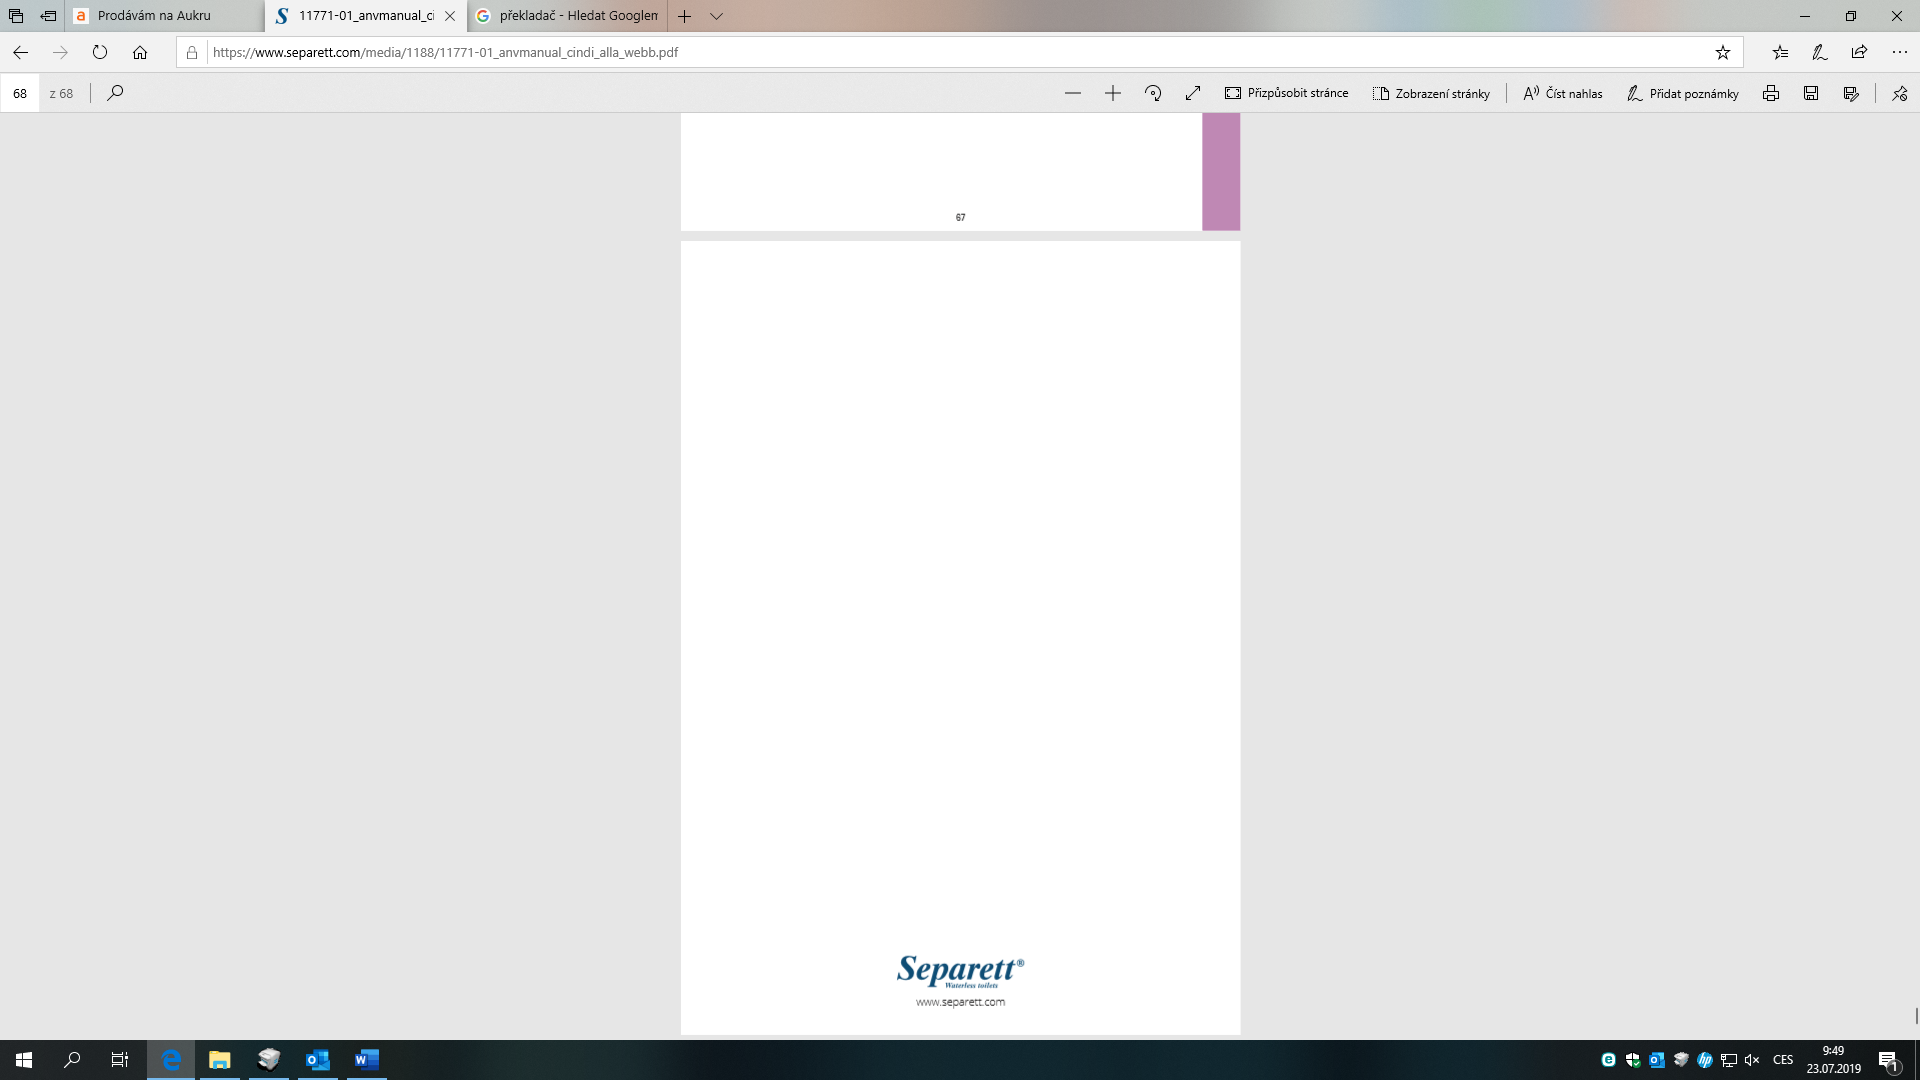 Prodávám na Aukru
11771-01_anvmanual_ci
překladač - Hledat Googlem
https://www.separett.com/media/1188/11771-01_anvmanual_cindi_alla_webb.pdf
68 z 68
Přizpůsobit stránce
Zobrazení stránky
Číst nahlas
Přidat poznámky
67
Separett®
Waterless toilets
www.separett.com
CES
9:49
23.07.2019
1